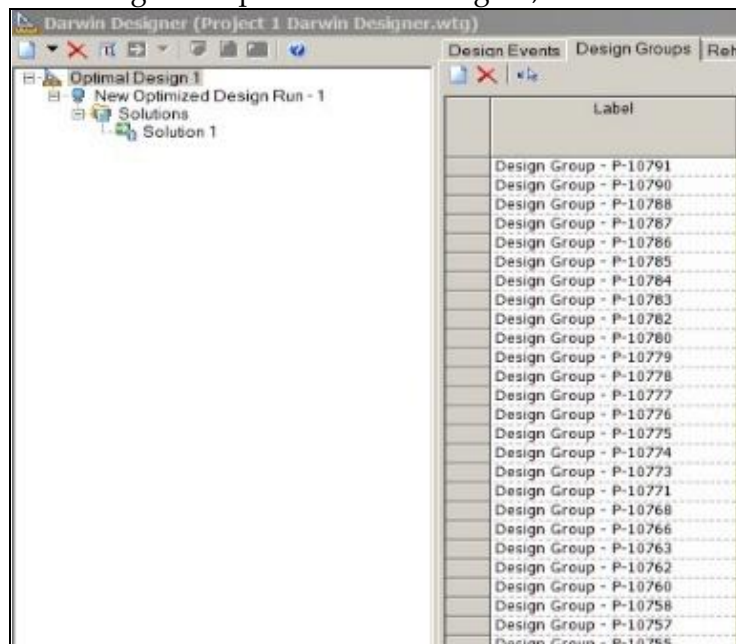 Darwin Designer (Project 1 Darwin Designer.wtg)
Design Events Design Groups Reh
Optimal Design 1
New Optimized Design Run - 1
Solutions
Solution 1
Label
Design Group - P-10791
Design Group - P-10790
Design Group - P-10788
Design Group - P-10787
Design Group - P-10786
Design Group - P-10785
Design Group - P-10784
Design Group - P-10783
Design Group - P-10782
Design Group - P-10780
Design Group - P-10779
Design Group - P-10778
Design Group - P-10777
Design Group - P-10776
Design Group - P-10775
Design Group - P-10774
Design Group - P-10773
Design Group - P-10771
Design Group - P-10768
Design Group - P-10766
Design Group - P-10763
Design Group - P-10762
Design Group - P-10760
Design Group - P-10758
Design Group - P-10757
Design Group - P-10755